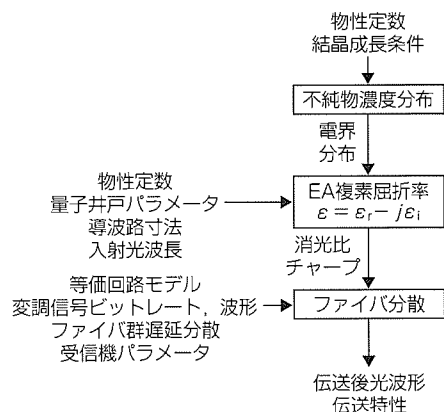 物性定数
結晶成長条件
不純物濃度分布
電界
分布
物性定数
量子井戸パラメータ
導波路寸法
入射光波長
EA複素屈折率
ε = εr − jεi
消光比
チャープ
等価回路モデル
変調信号ビットレート，波形
ファイバ群遅延分散
受信機パラメータ
ファイバ分散
伝送後光波形
伝送特性